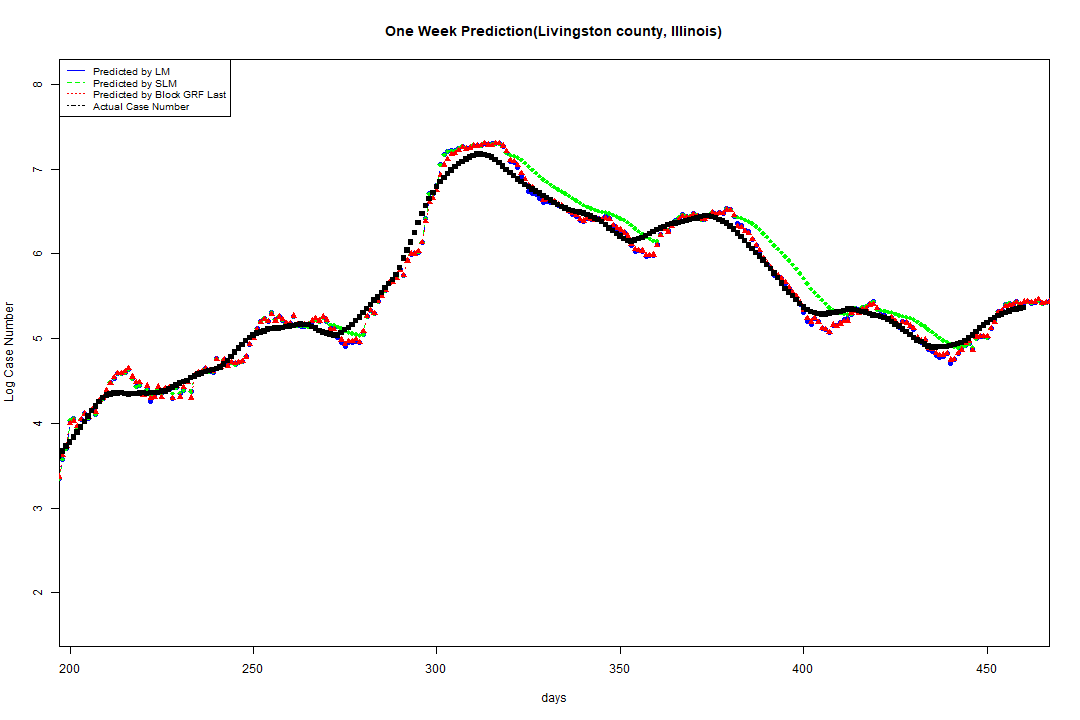 One Week Prediction(Livingston county, Illinois)
Predicted by LM
Predicted by SLM
Predicted by Block GRF Last
Actual Case Number
8
7
6
5
4
3
2
Log Case Number
200 250 300 350 400 450
days